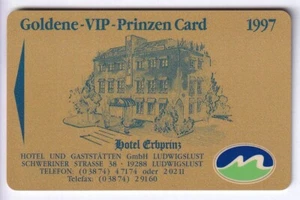 Goldene-VIP-Prinzen Card 1997
Hotel Erbprinz
HOTEL UND GASTSTÄTTEN GmbH LUDWIGSLUST
SCHWERINER STRASSE 38 · 19288 LUDWIGSLUST
TELEFON (03874) 47174 oder 29211
Telefax: (03874) 29160